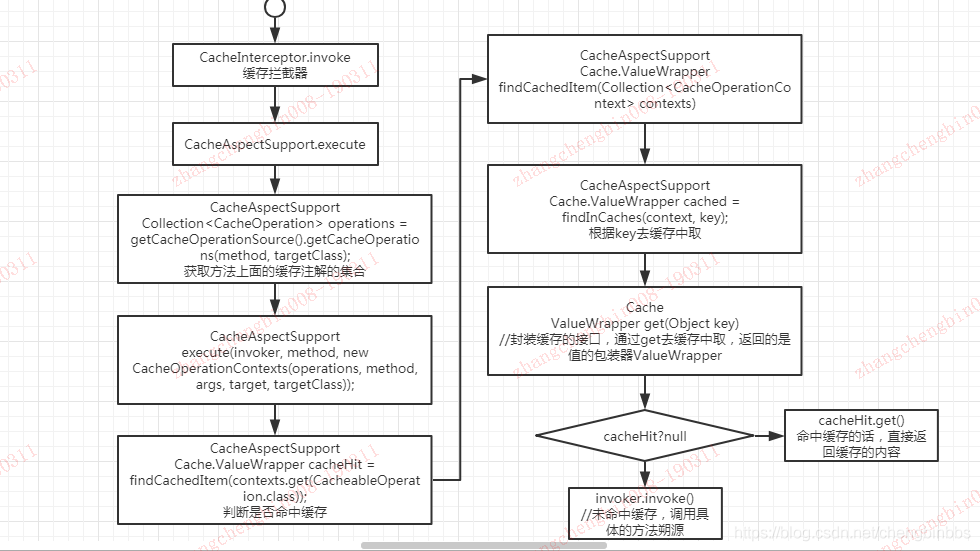 CacheInterceptor.invoke
缓存拦截器
CacheAspectSupport.execute
CacheAspectSupport
Collection<CacheOperation> operations =
getCacheOperationSource().getCacheOperatio
ns(method, targetClass);
获取方法上面的缓存注解的集合
CacheAspectSupport
execute(invoker, method, new
CacheOperationContexts(operations, method,
args, target, targetClass));
CacheAspectSupport
Cache.ValueWrapper cacheHit =
findCachedItem(contexts.get(CacheableOperat
ion.class));
判断是否命中缓存
CacheAspectSupport
Cache.ValueWrapper
findCachedItem(Collection<CacheOperationCo
ntext> contexts)
CacheAspectSupport
Cache.ValueWrapper cached =
findInCaches(context, key);
根据key去缓存中取
Cache
ValueWrapper get(Object key)
//封装缓存的接口，通过get去缓存中取，返回的是
值的包装器ValueWrapper
cacheHit?null
cacheHit.get()
命中缓存的话，直接返
回缓存的内容
invoker.invoke()
//未命中缓存，调用具
体的方法朔源
zhangchengbin008-190311
https://blog.csdn.net/chengbinbbs